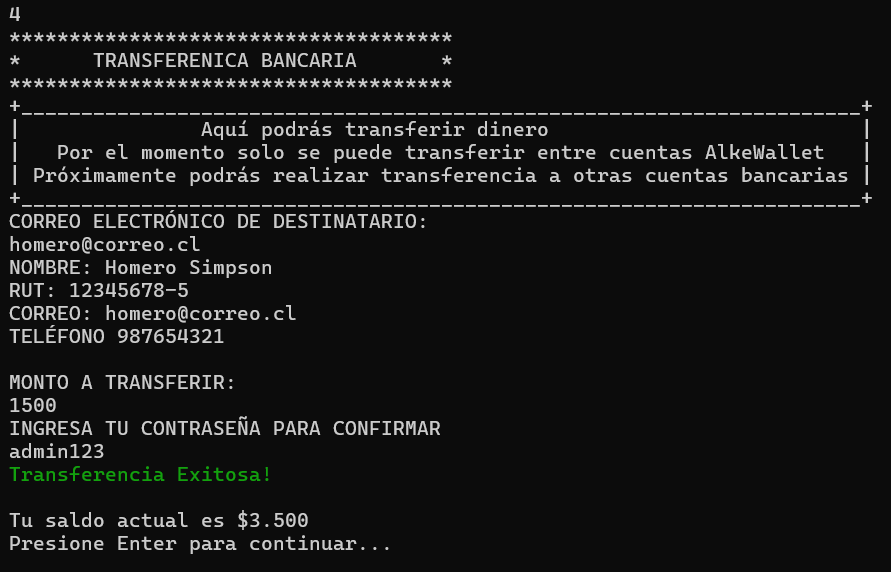 4
*************************************
*      TRANSFERENICA BANCARIA       *
*************************************
+______________________________________________________________________+
|               Aquí podrás transferir dinero                          |
|   Por el momento solo se puede transferir entre cuentas AlkeWallet   |
| Próximamente podrás realizar transferencia a otras cuentas bancarias |
+______________________________________________________________________+
CORREO ELECTRÓNICO DE DESTINATARIO:
homero@correo.cl
NOMBRE: Homero Simpson
RUT: 12345678-5
CORREO: homero@correo.cl
TELÉFONO 987654321
MONTO A TRANSFERIR:
1500
INGRESA TU CONTRASEÑA PARA CONFIRMAR
admin123
Transferencia Exitosa!
Tu saldo actual es $3.500
Presione Enter para continuar...